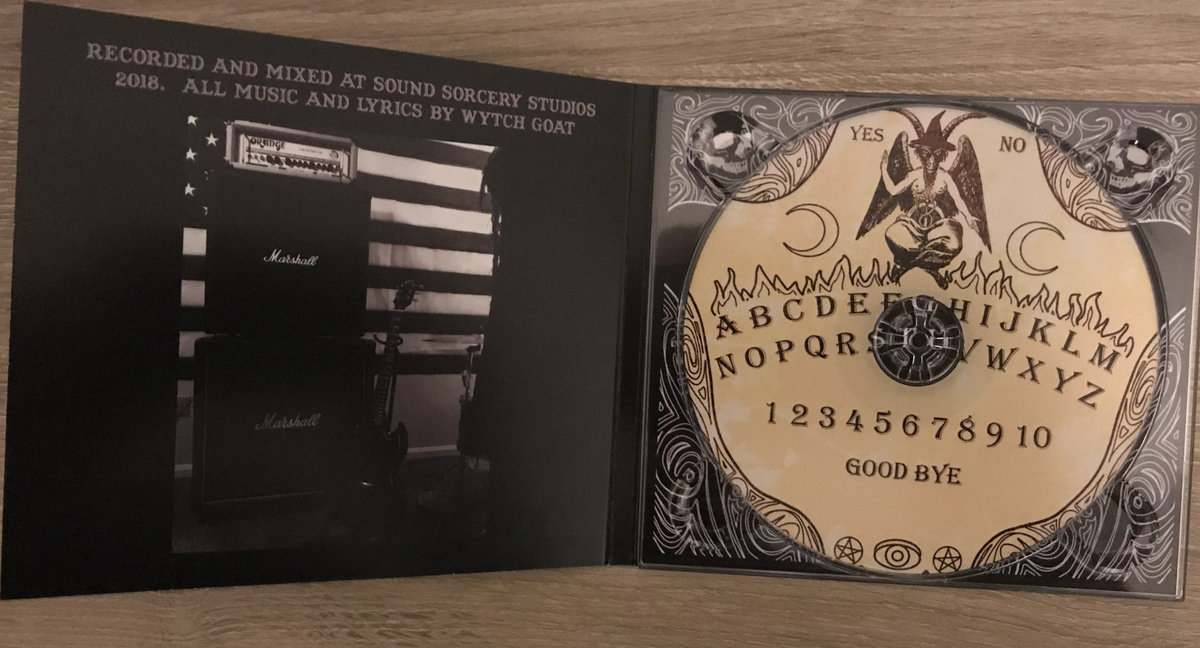 RECORDED AND MIXED AT SOUND SORCERY STUDIOS
2018. ALL MUSIC AND LYRICS BY WYTCH GOAT
ORANGE
Marshall
Marshall
YES NO
A B C D E F H I J K L M
N O P Q R S V W X Y Z
1 2 3 4 5 6 7 8 9 10
GOOD BYE